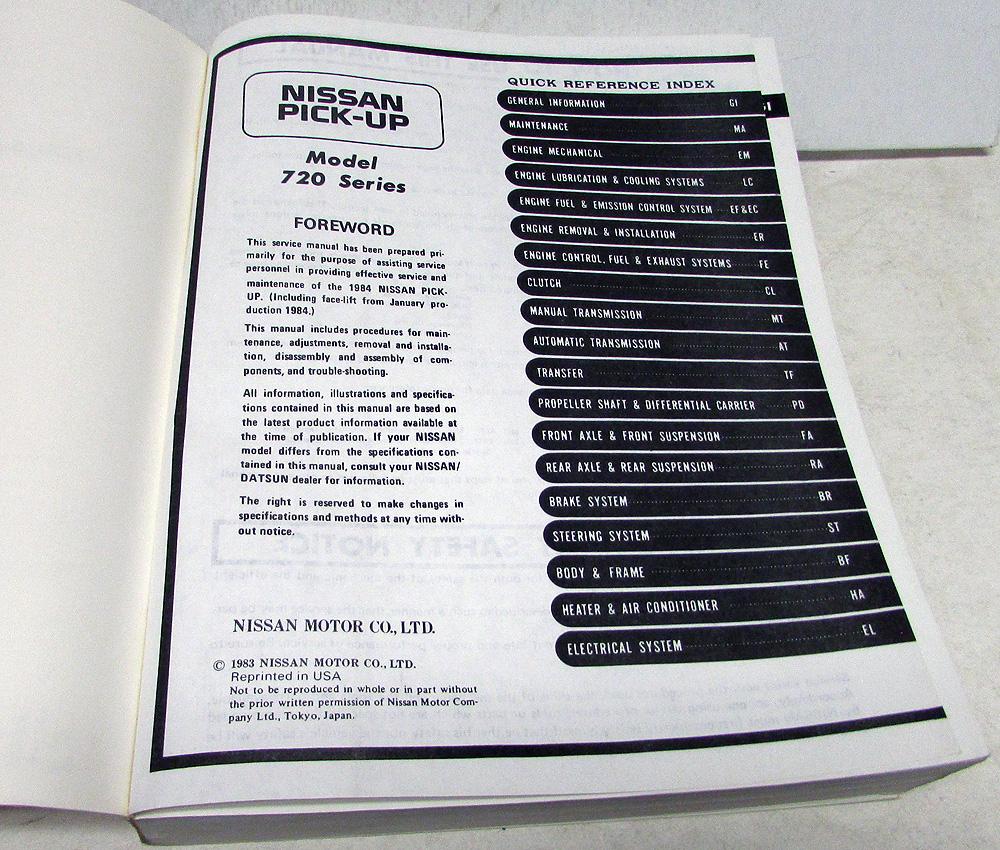 NISSAN
PICK-UP
Model
720 Series
FOREWORD
This service manual has been prepared pri-
marily for the purpose of assisting service
personnel in providing effective service and
maintenance of the 1984 NISSAN PICK-
UP. (Including face-lift from January pro-
duction 1984.)
This manual includes procedures for main-
tenance, adjustments, removal and installa-
tion, disassembly and assembly of com-
ponents, and trouble-shooting.
All information, illustrations and specifica-
tions contained in this manual are based on
the latest product information available at
the time of publication. If your NISSAN
model differs from the specifications con-
tained in this manual, consult your NISSAN/
DATSUN dealer for information.
The right is reserved to make changes in
specifications and methods at any time with-
out notice.
NISSAN MOTOR CO., LTD.
© 1983 NISSAN MOTOR CO., LTD.
Reprinted in USA
Not to be reproduced in whole or in part without
the prior written permission of Nissan Motor Com-
pany Ltd., Tokyo, Japan.
QUICK REFERENCE INDEX
GENERAL INFORMATION GI
MAINTENANCE MA
ENGINE MECHANICAL EM
ENGINE LUBRICATION & COOLING SYSTEMS LC
ENGINE FUEL & EMISSION CONTROL SYSTEM EF & EC
ENGINE REMOVAL & INSTALLATION ER
ENGINE CONTROL, FUEL & EXHAUST SYSTEMS FE
CLUTCH CL
MANUAL TRANSMISSION MT
AUTOMATIC TRANSMISSION AT
TRANSFER TF
PROPELLER SHAFT & DIFFERENTIAL CARRIER PD
FRONT AXLE & FRONT SUSPENSION FA
REAR AXLE & REAR SUSPENSION RA
BRAKE SYSTEM BR
STEERING SYSTEM ST
BODY & FRAME BF
HEATER & AIR CONDITIONER HA
ELECTRICAL SYSTEM EL